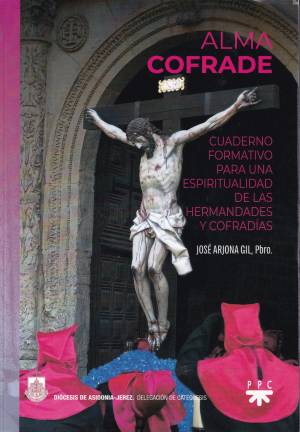 ALMA
COFRADE
CUADERNO
FORMATIVO
PARA UNA
ESPIRITUALIDAD
DE LAS
HERMANDADES
Y COFRADÍAS
JOSÉ ARJONA GIL, Pbro.
DIÓCESIS DE ASIDONIA-JEREZ. DELEGACIÓN DE CATEQUESIS
PPC